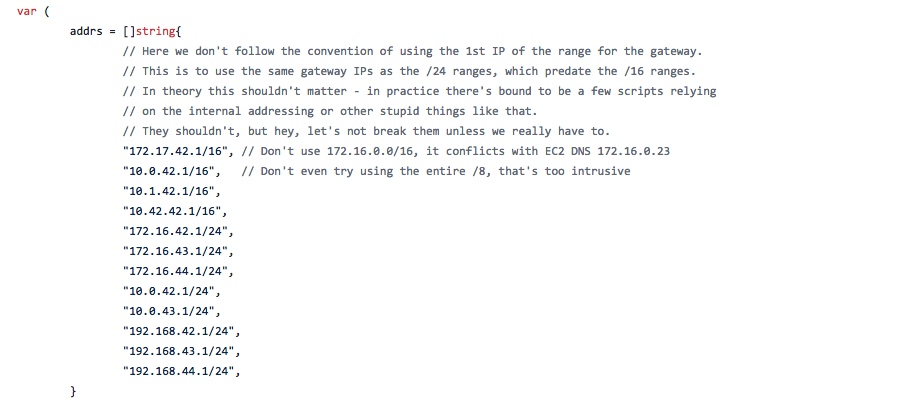 var (
addrs = []string{
// Here we don't follow the convention of using the 1st IP of the range for the gateway.
// This is to use the same gateway IPs as the /24 ranges, which predate the /16 ranges.
// In theory this shouldn't matter - in practice there's bound to be a few scripts relying
// on the internal addressing or other stupid things like that.
// They shouldn't, but hey, let's not break them unless we really have to.
"172.17.42.1/16", // Don't use 172.16.0.0/16, it conflicts with EC2 DNS 172.16.0.23
"10.0.42.1/16",   // Don't even try using the entire /8, that's too intrusive
"10.1.42.1/16",
"10.42.42.1/16",
"172.16.42.1/24",
"172.16.43.1/24",
"172.16.44.1/24",
"10.0.42.1/24",
"10.0.43.1/24",
"192.168.42.1/24",
"192.168.43.1/24",
"192.168.44.1/24",
}